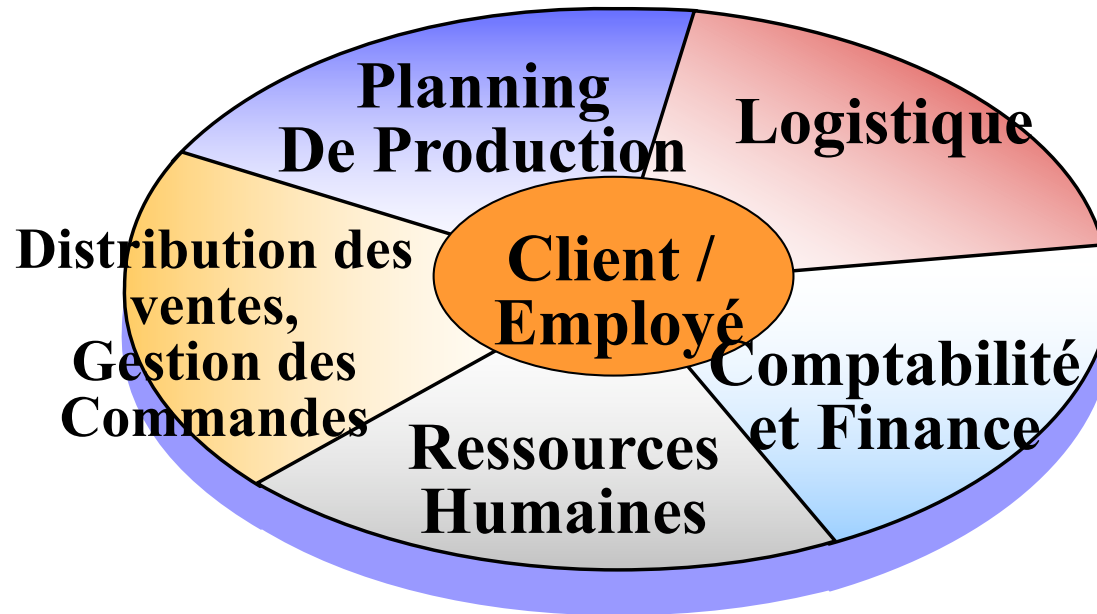 Planning
De Production
Logistique
Distribution des
ventes,
Gestion des
Commandes
Client /
Employé
Comptabilité
et Finance
Ressources
Humaines